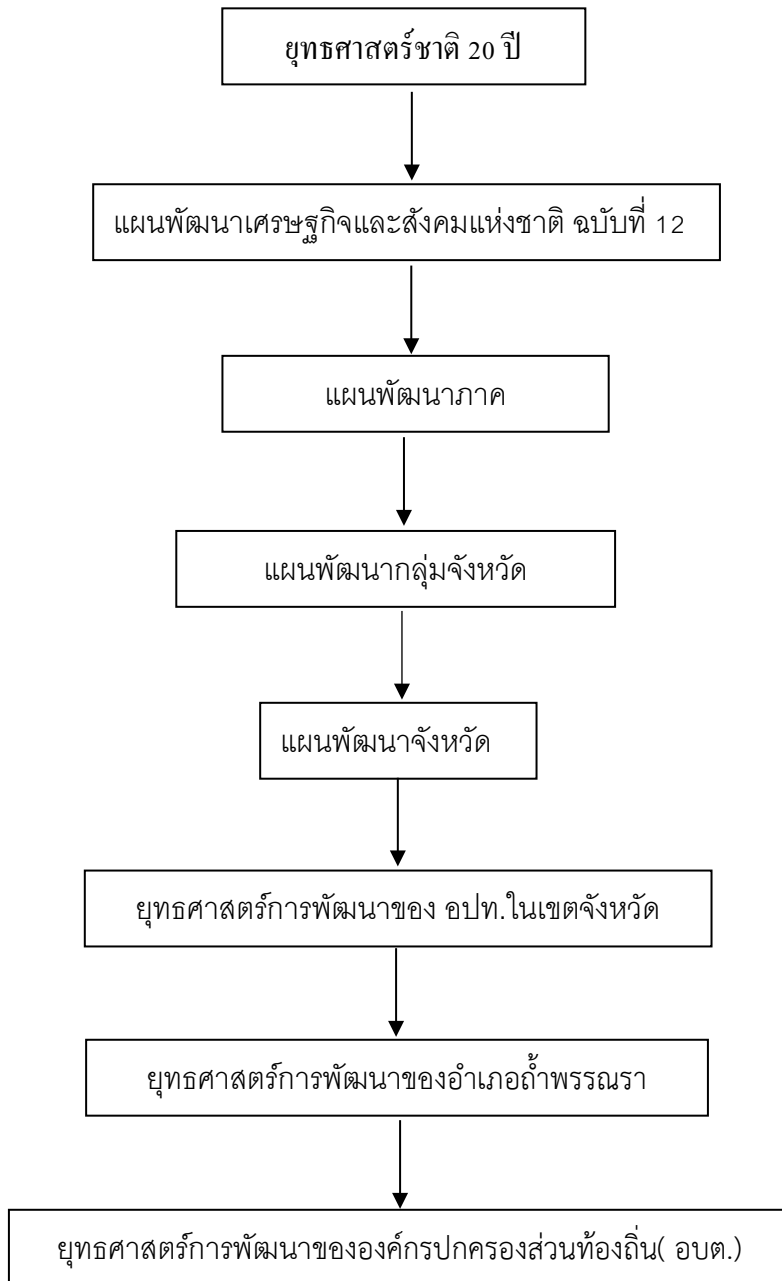 ยุทธศาสตร์ชาติ 20 ปี
แผนพัฒนาเศรษฐกิจและสังคมแห่งชาติ ฉบับที่ 12
แผนพัฒนาภาค
แผนพัฒนากลุ่มจังหวัด
แผนพัฒนาจังหวัด
ยุทธศาสตร์การพัฒนาของ อปท.ในเขตจังหวัด
ยุทธศาสตร์การพัฒนาของอำเภอถ้ำพรรณรา
ยุทธศาสตร์การพัฒนาขององค์กรปกครองส่วนท้องถิ่น( อบต.)